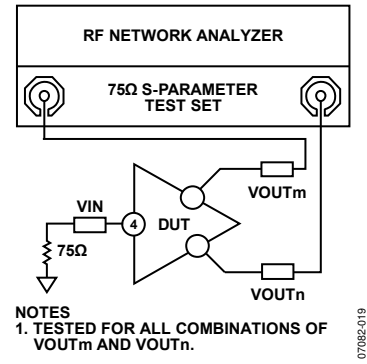 RF NETWORK ANALYZER
75Ω S-PARAMETER
TEST SET
VOUTm
VIN
4
DUT
75Ω
VOUTn
NOTES
1. TESTED FOR ALL COMBINATIONS OF
VOUTm AND VOUTn.
07082-019